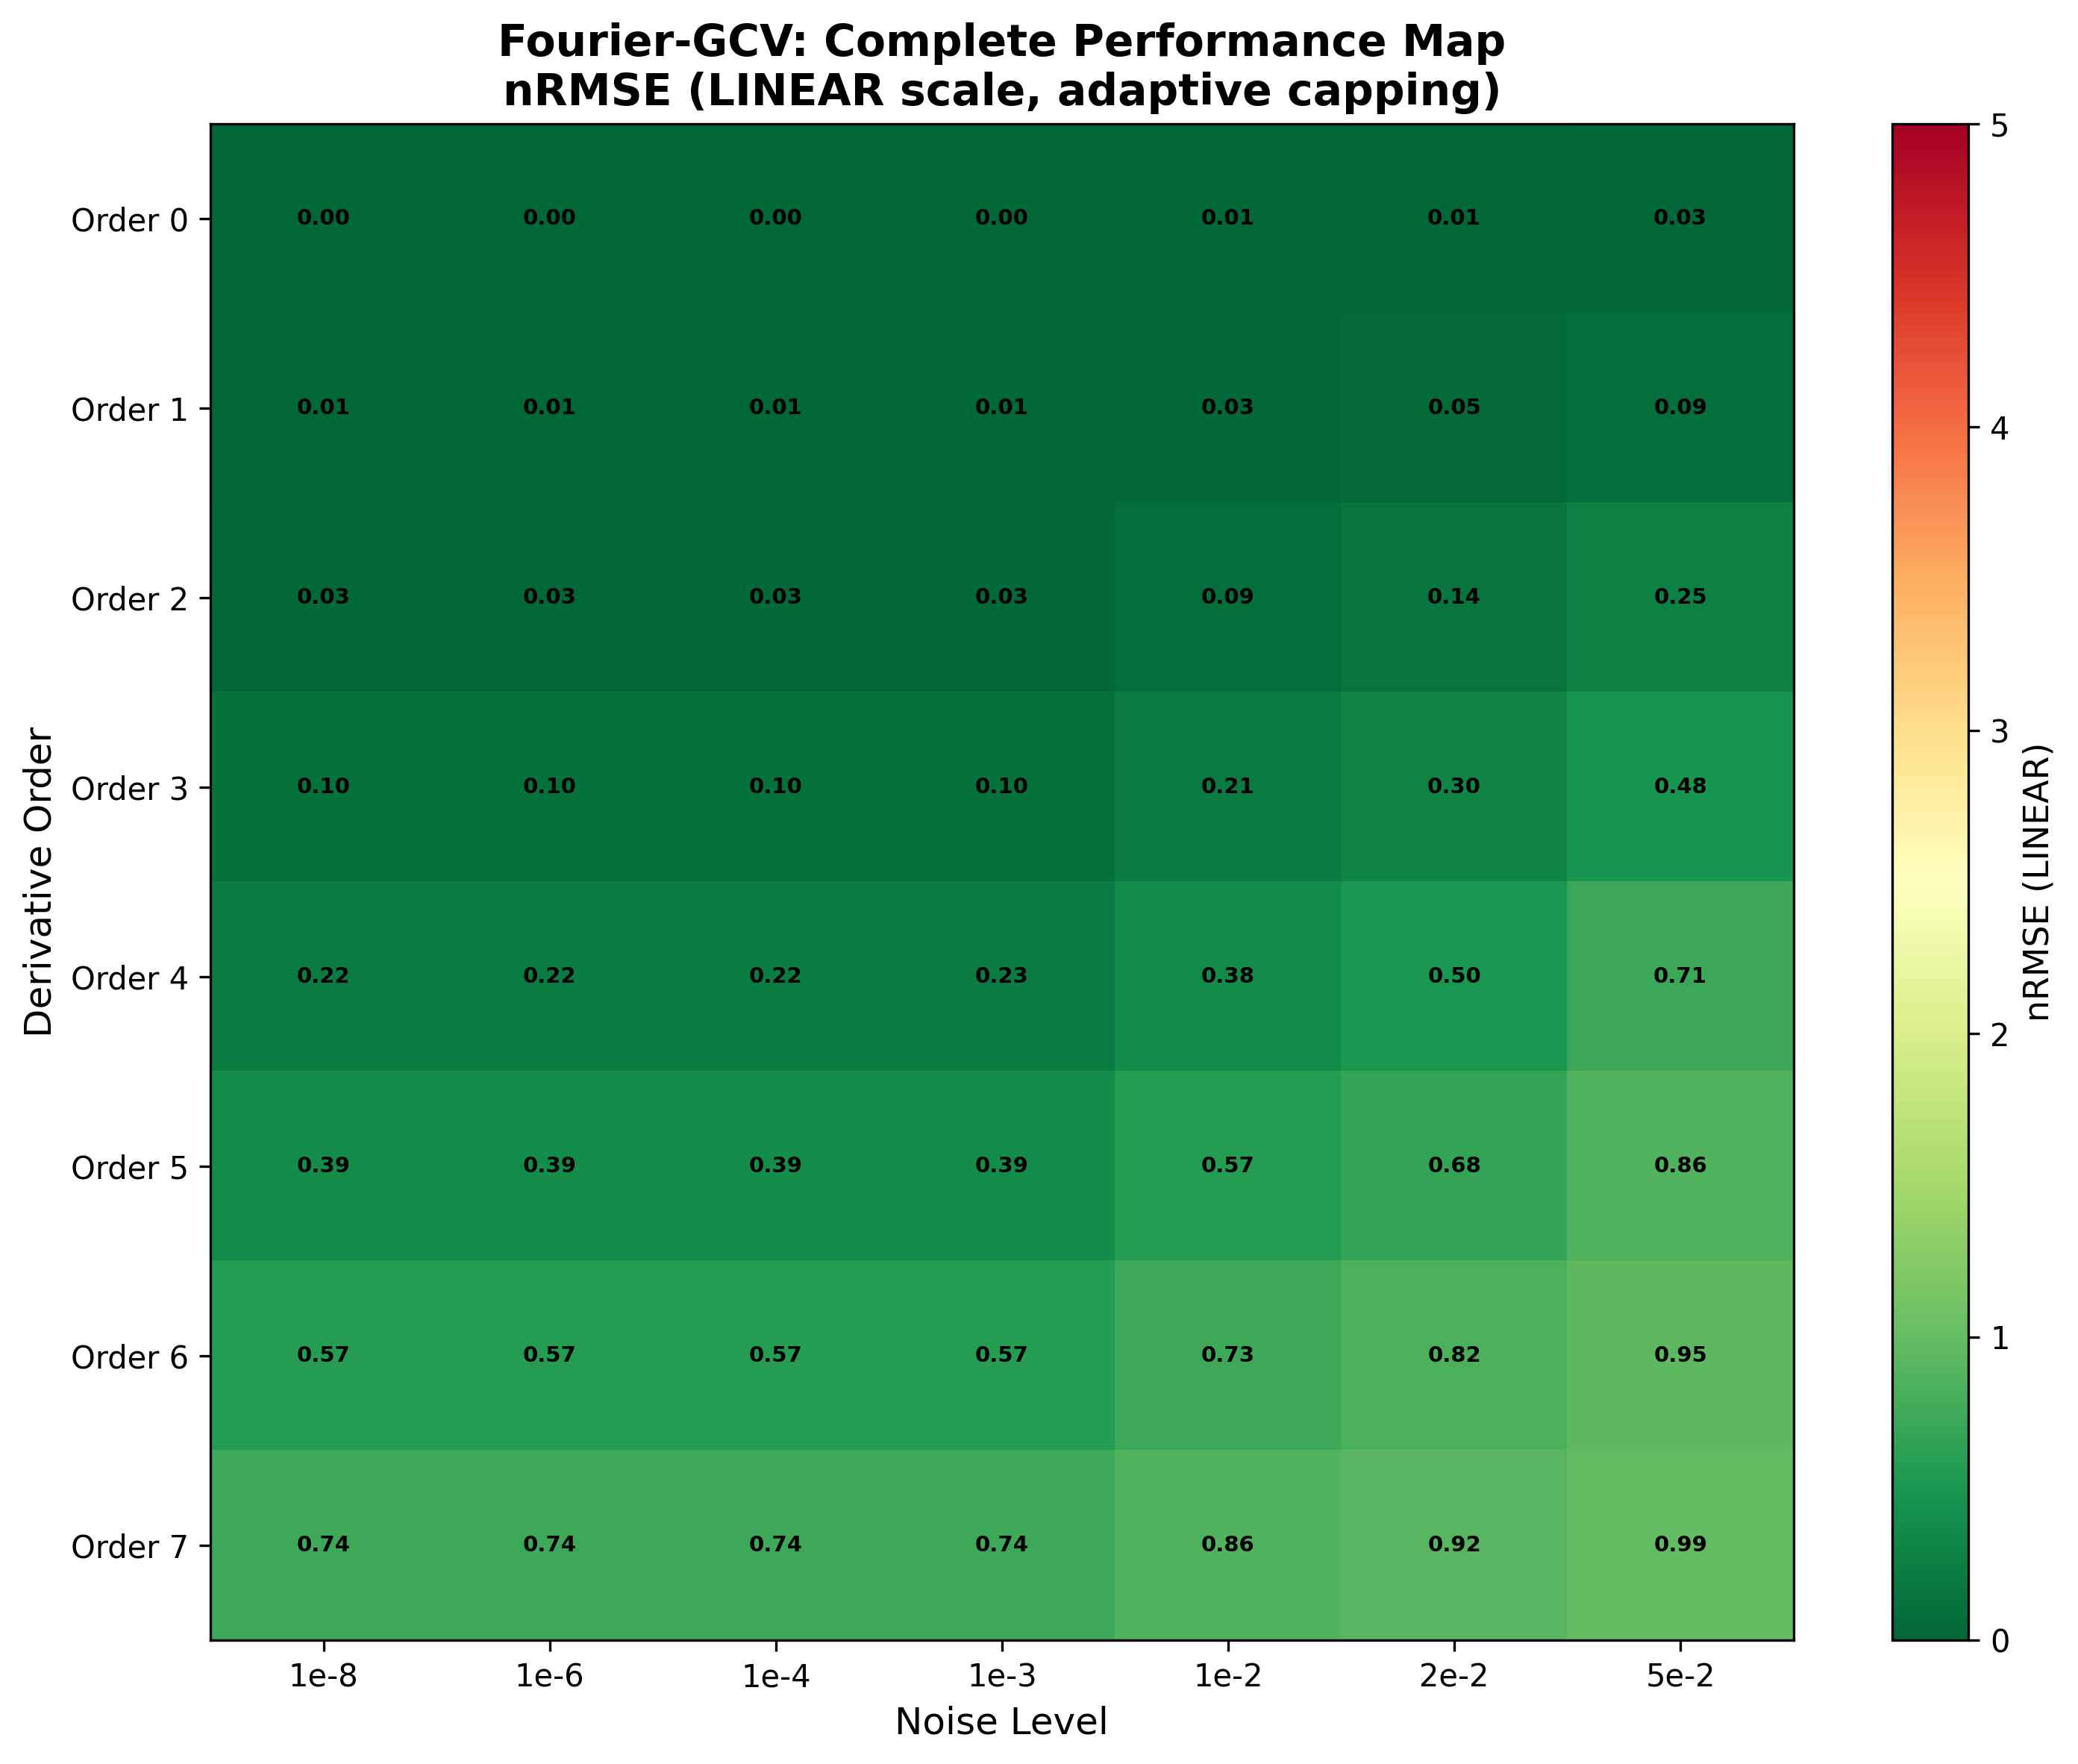 Fourier-GCV: Complete Performance Map
nRMSE (LINEAR scale, adaptive capping)
Derivative Order
Order 0 0.00 0.00 0.00 0.00 0.01 0.01 0.03
Order 1 0.01 0.01 0.01 0.01 0.03 0.05 0.09
Order 2 0.03 0.03 0.03 0.03 0.09 0.14 0.25
Order 3 0.10 0.10 0.10 0.10 0.21 0.30 0.48
Order 4 0.22 0.22 0.22 0.23 0.38 0.50 0.71
Order 5 0.39 0.39 0.39 0.39 0.57 0.68 0.86
Order 6 0.57 0.57 0.57 0.57 0.73 0.82 0.95
Order 7 0.74 0.74 0.74 0.74 0.86 0.92 0.99
1e-8 1e-6 1e-4 1e-3 1e-2 2e-2 5e-2
Noise Level
5
4
3
2
1
0
nRMSE (LINEAR)